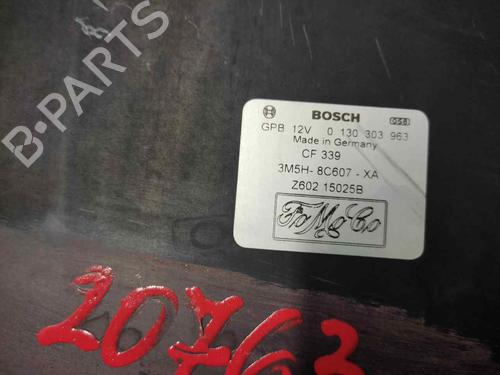 B-PARTS
BOSCH
GPB 12V 0 130 303 963
Made in Germany
CF 339
3M5H- 8C607 - XA
Z602 15025B
FoMoCo
20763